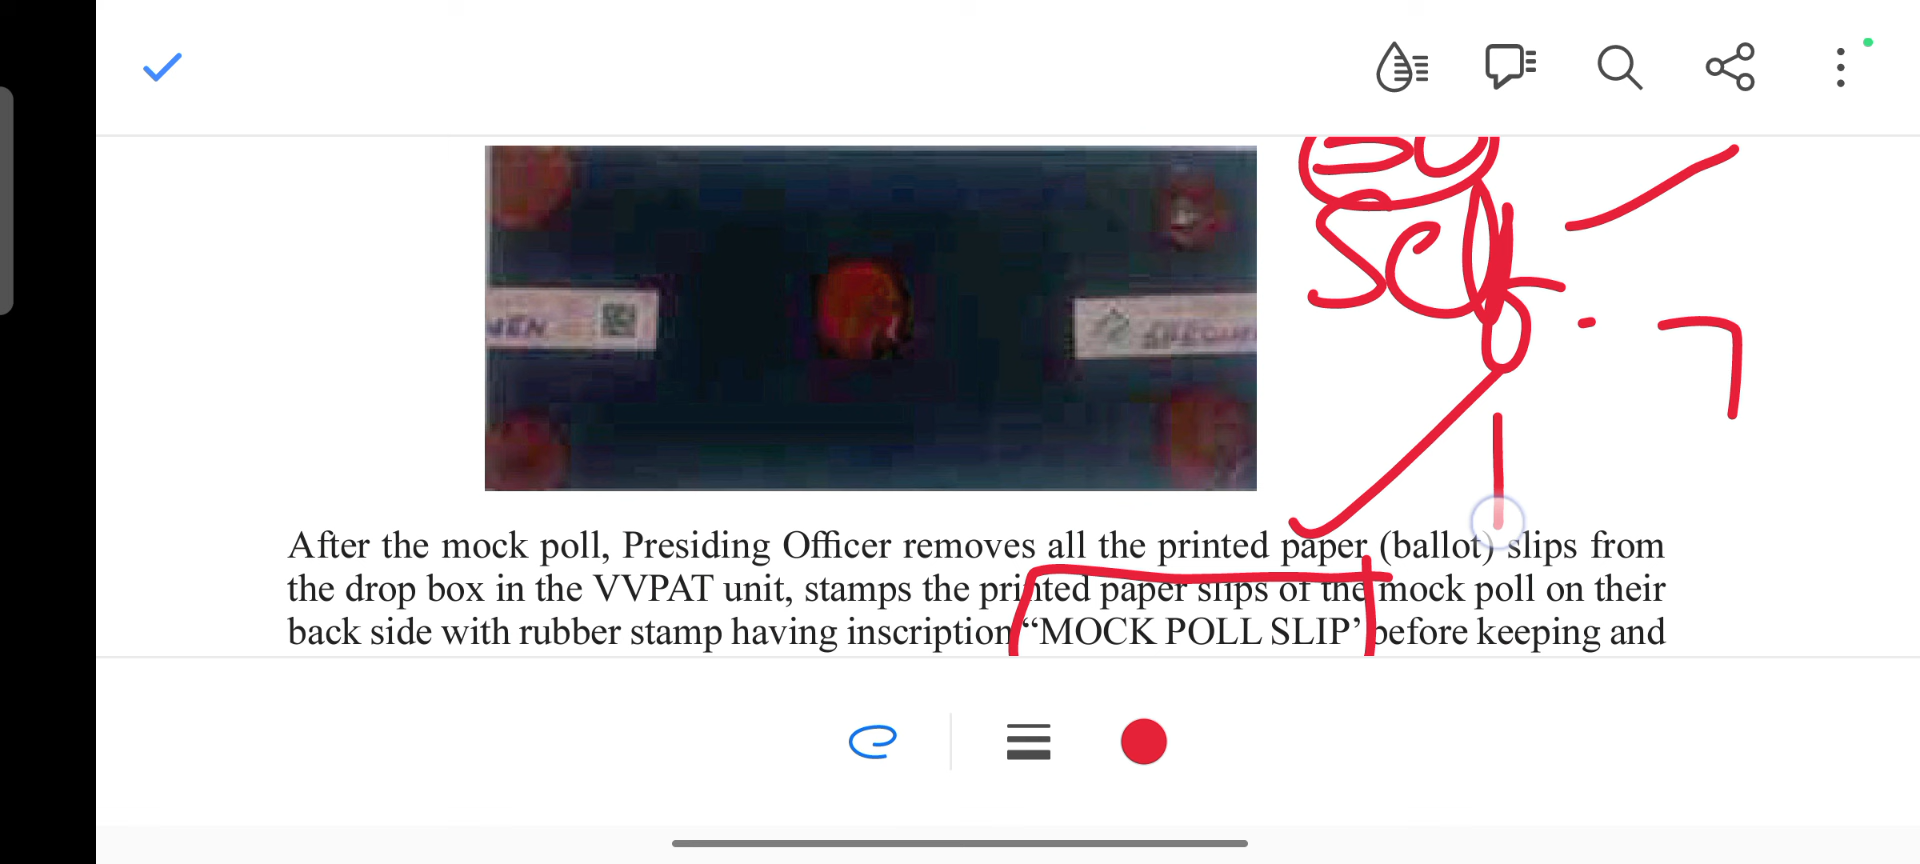 After the mock poll, Presiding Officer removes all the printed paper (ballot) slips from
the drop box in the VVPAT unit, stamps the printed paper slips of the mock poll on their
back side with rubber stamp having inscription “MOCK POLL SLIP’ before keeping and